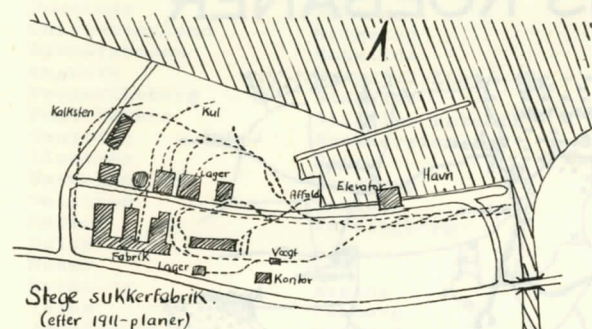 Kalksten
Kul
Lager
Affald
Elevator
Havn
Fabrik
Lager
Vægt
Kontor
Stege sukkerfabrik.
(efter 1911-planer)